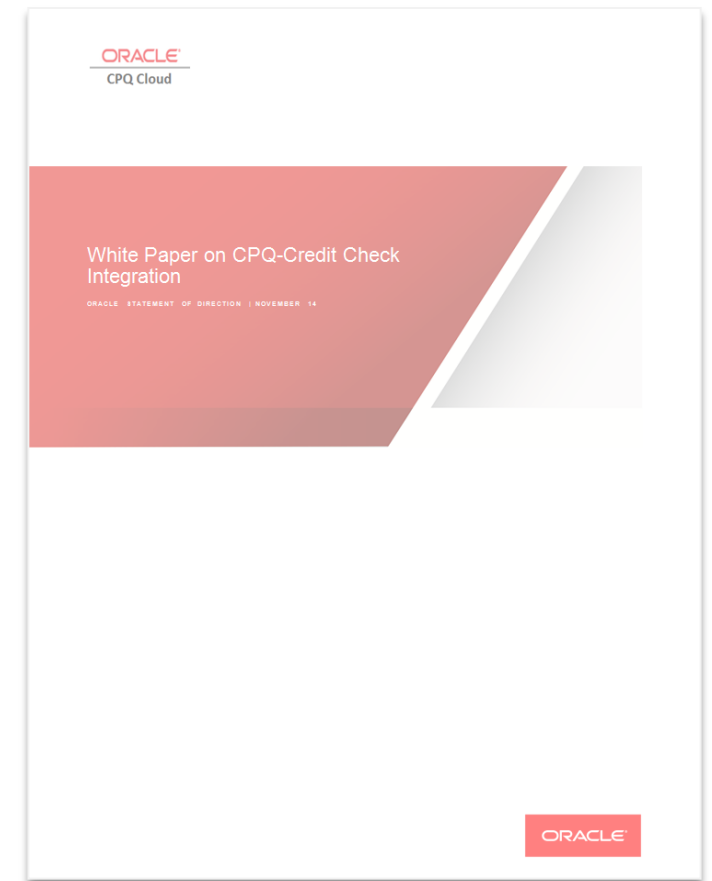 ORACLE
CPQ Cloud
White Paper on CPQ-Credit Check
Integration
ORACLE STATEMENT OF DIRECTION | NOVEMBER 14
ORACLE